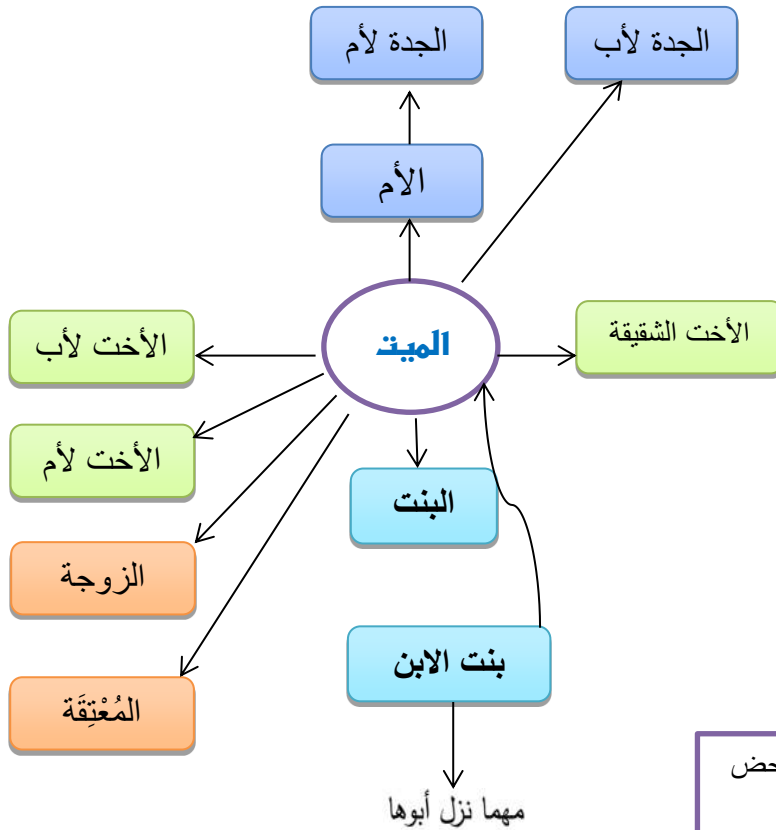 الجدة لأب
الجدة لأم
الأم
الميت
الأخت الشقيقة
الأخت لأب
الأخت لأم
البنت
الزوجة
بنت الابن
المُعْتِقَة
مهما نزل أبوها